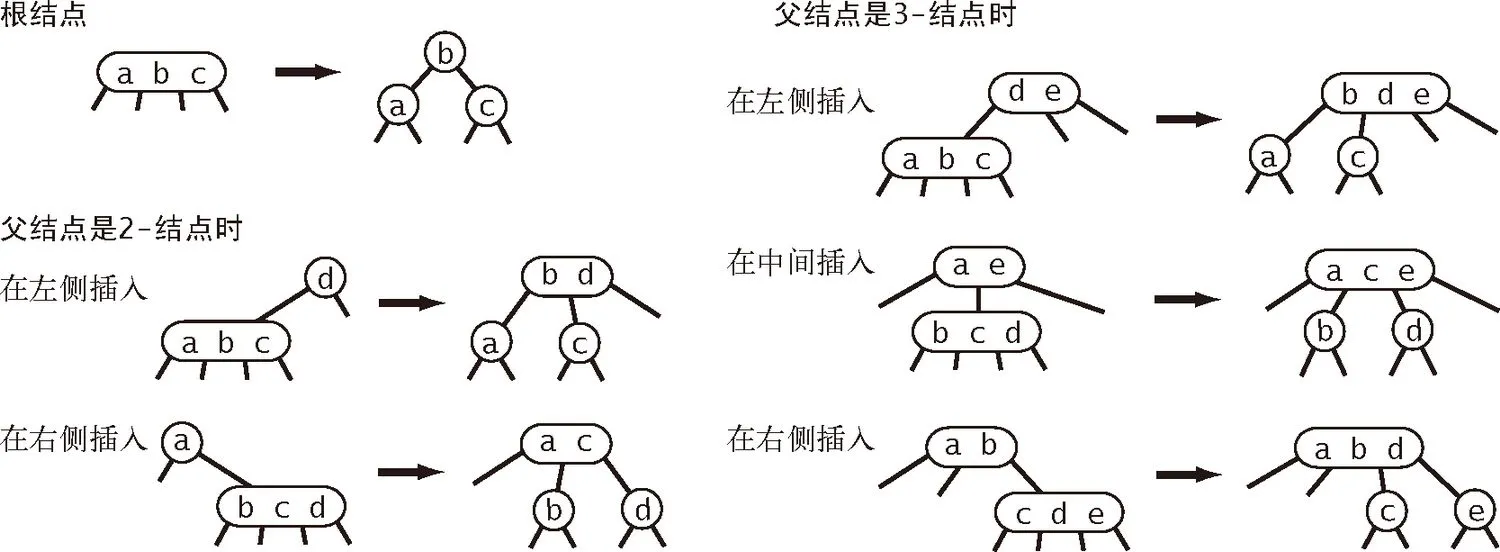 根结点
a b c
b
a c
父结点是2-结点时
在左侧插入
d
a b c
b d
a c
在右侧插入
a
b c d
a c
b d
父结点是3-结点时
在左侧插入
d e
a b c
b d e
a c
在中间插入
a e
b c d
a c e
b d
在右侧插入
a b
c d e
a b d
c e